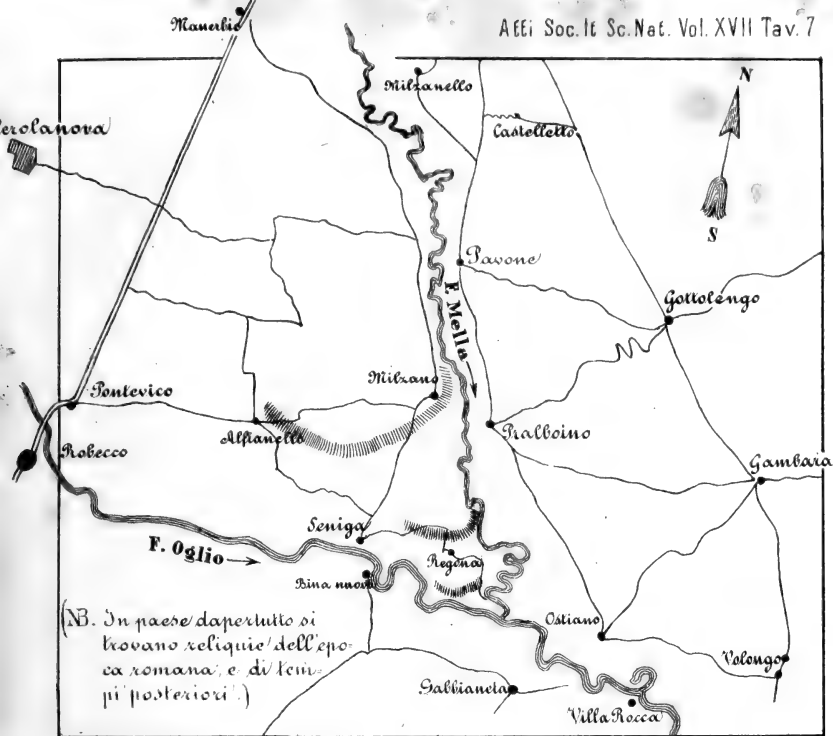 Atti Soc. It Sc. Nat. Vol. XVII Tav. 7
Manerbio
Milzanello
N
Castelletto
S
Pavone
Gottolengo
F. Mella
Milzano
Pontevico
Alfianello
Pralboino
Robecco
Gambara
Seniga
F. Oglio
Regona
Bina nuova
(NB. In paese dapertutto si
trovano reliquie dell'epo-
ca romana, e di tem-
pi posteriori.)
Ostiano
Volongo
Gabbianeta
Villa Rocca